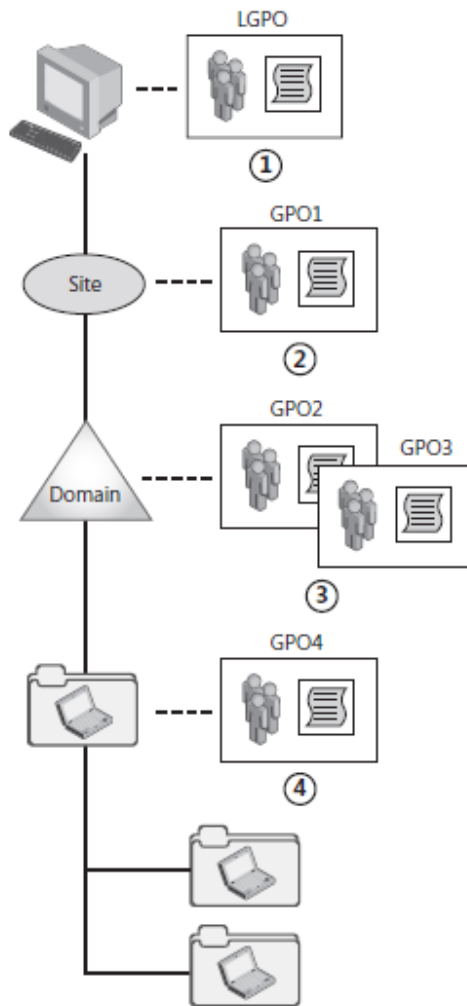 LGPO
①
GPO1
Site
②
GPO2
GPO3
Domain
③
GPO4
④